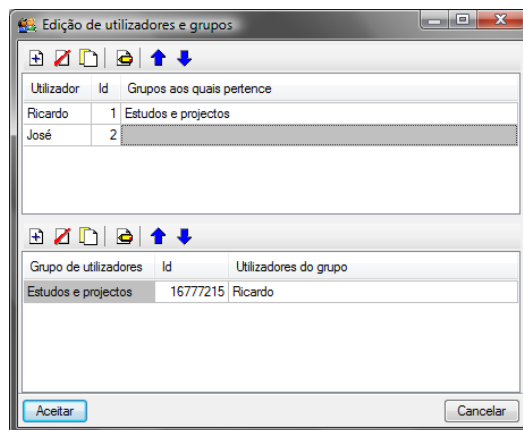 Edição de utilizadores e grupos
Utilizador Id Grupos aos quais pertence
Ricardo 1 Estudos e projectos
José 2
Grupo de utilizadores Id Utilizadores do grupo
Estudos e projectos 16777215 Ricardo
Aceitar Cancelar